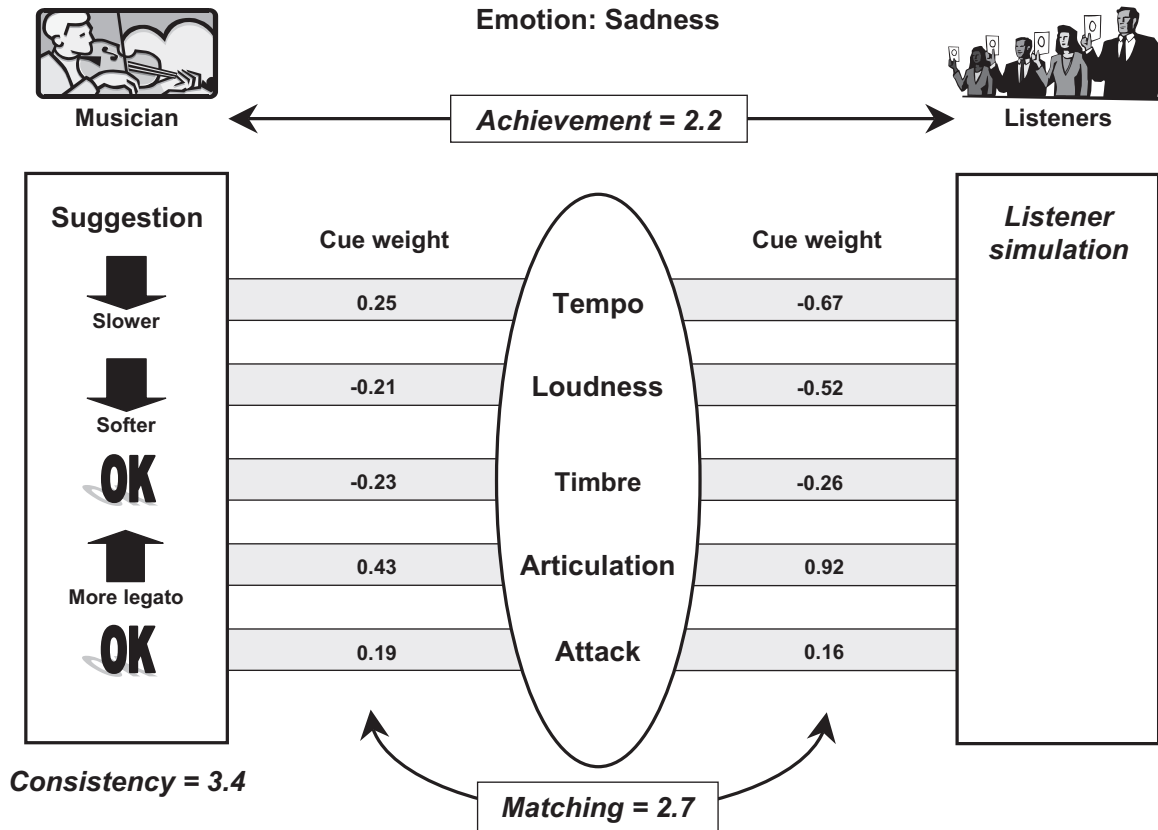 Emotion: Sadness
Musician
Achievement = 2.2
Listeners
Suggestion
Cue weight
Cue weight
Listener
simulation
Slower
0.25
Tempo
-0.67
Softer
-0.21
Loudness
-0.52
OK
-0.23
Timbre
-0.26
More legato
0.43
Articulation
0.92
OK
0.19
Attack
0.16
Consistency = 3.4
Matching = 2.7